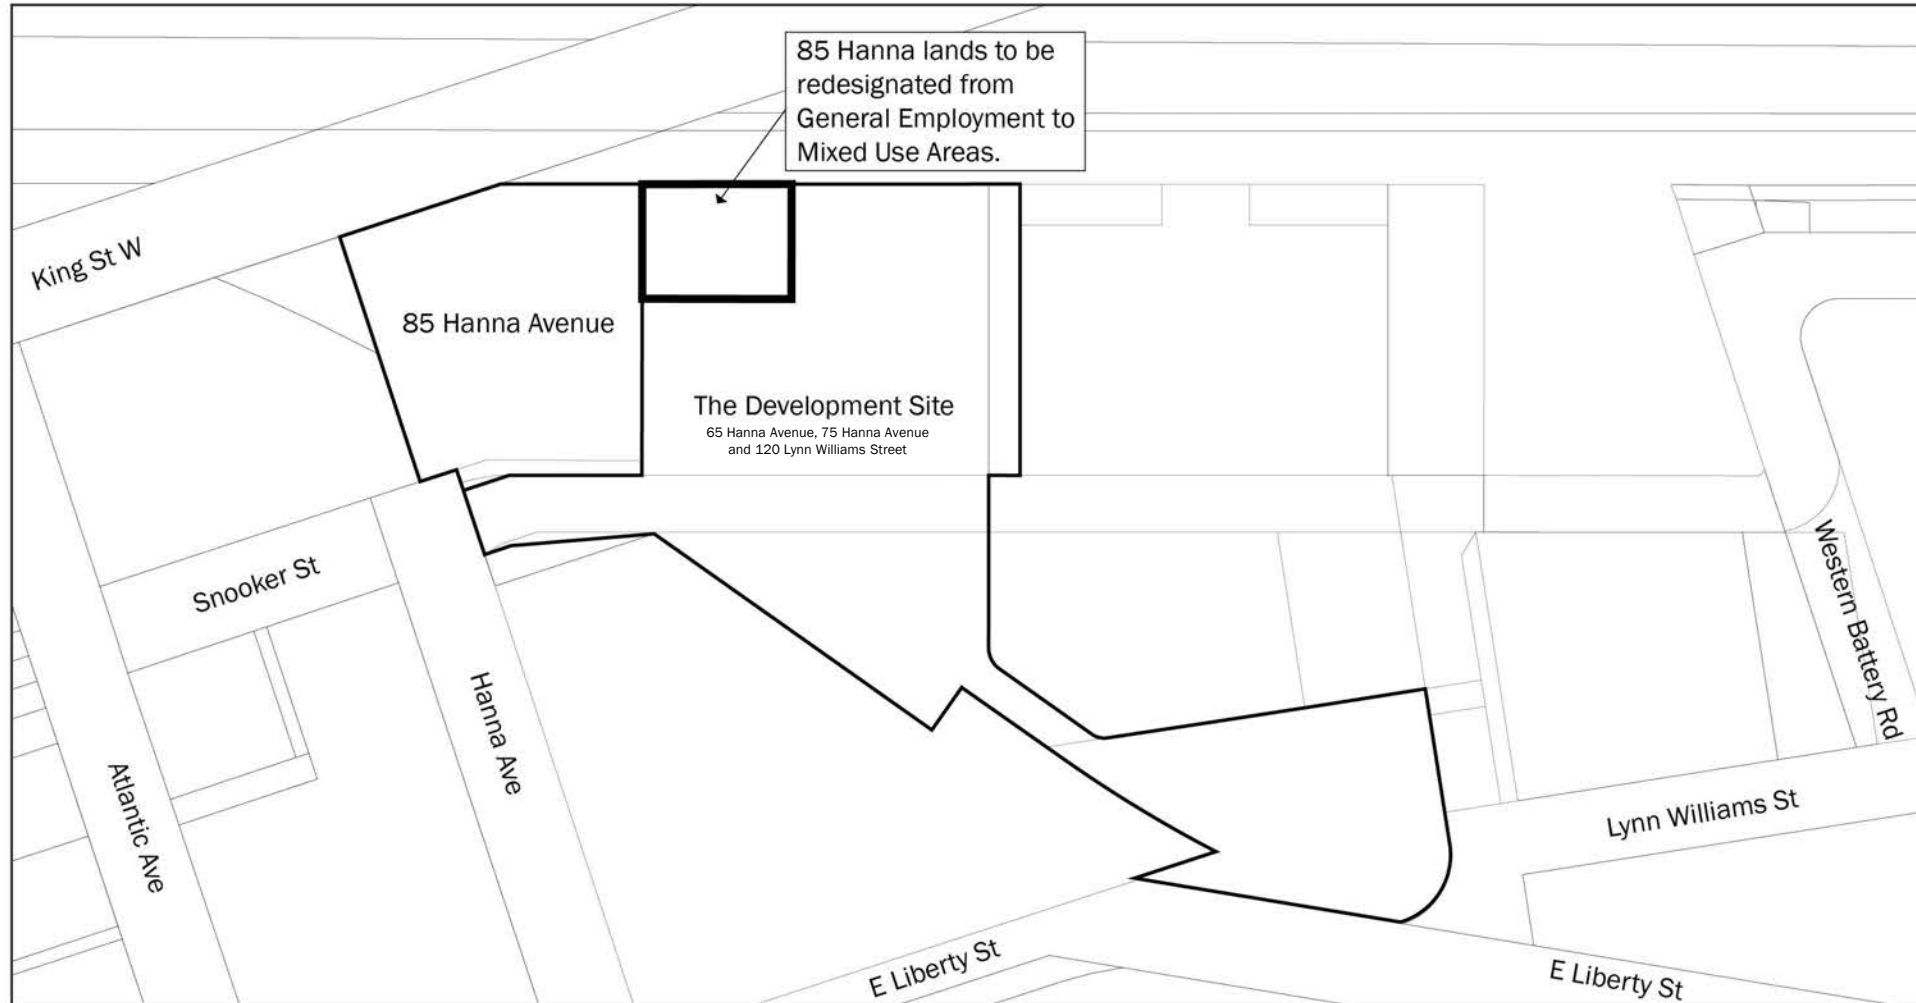 85 Hanna lands to be
redesignated from
General Employment to
Mixed Use Areas.
King St W
85 Hanna Avenue
The Development Site
65 Hanna Avenue, 75 Hanna Avenue
and 120 Lynn Williams Street
Snooker St
Western Battery Rd
Hanna Ave
Atlantic Ave
Lynn Williams St
E Liberty St
E Liberty St